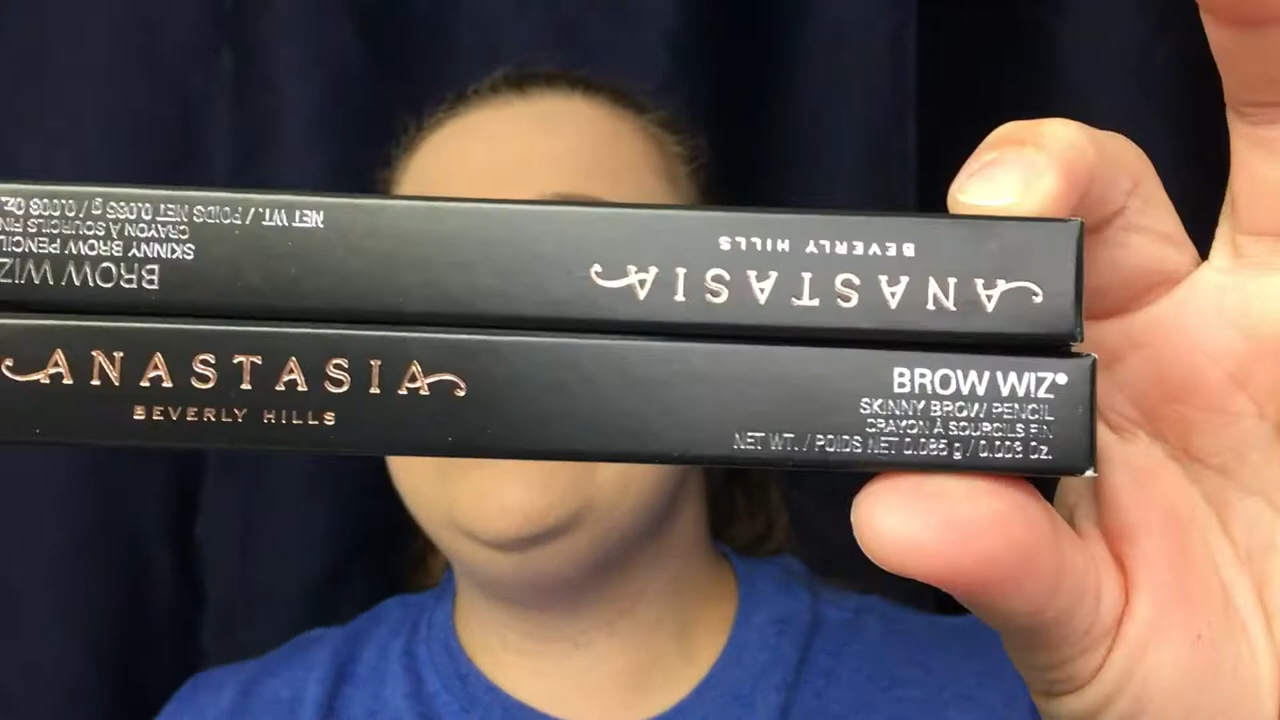 NET WT. / POIDS NET 0.085 g / 0.003 Oz.
CRAYON À SOURCILS FIN
SKINNY BROW PENCIL
BROW WIZ
BEVERLY HILLS
ANASTASIA
ANASTASIA
BEVERLY HILLS
BROW WIZ®
SKINNY BROW PENCIL
CRAYON À SOURCILS FIN
NET WT. / POIDS NET 0.085 g / 0.003 Oz.